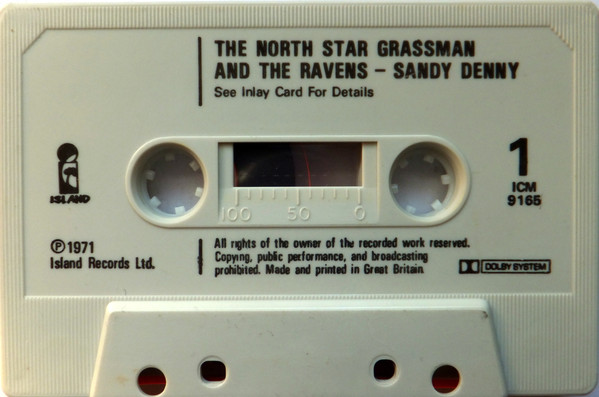 THE NORTH STAR GRASSMAN
AND THE RAVENS – SANDY DENNY
See Inlay Card For Details
ISLAND
1
ICM
9165
100 50 0
℗1971
Island Records Ltd.
All rights of the owner of the recorded work reserved.
Copying, public performance, and broadcasting
prohibited. Made and printed in Great Britain
DOLBY SYSTEM